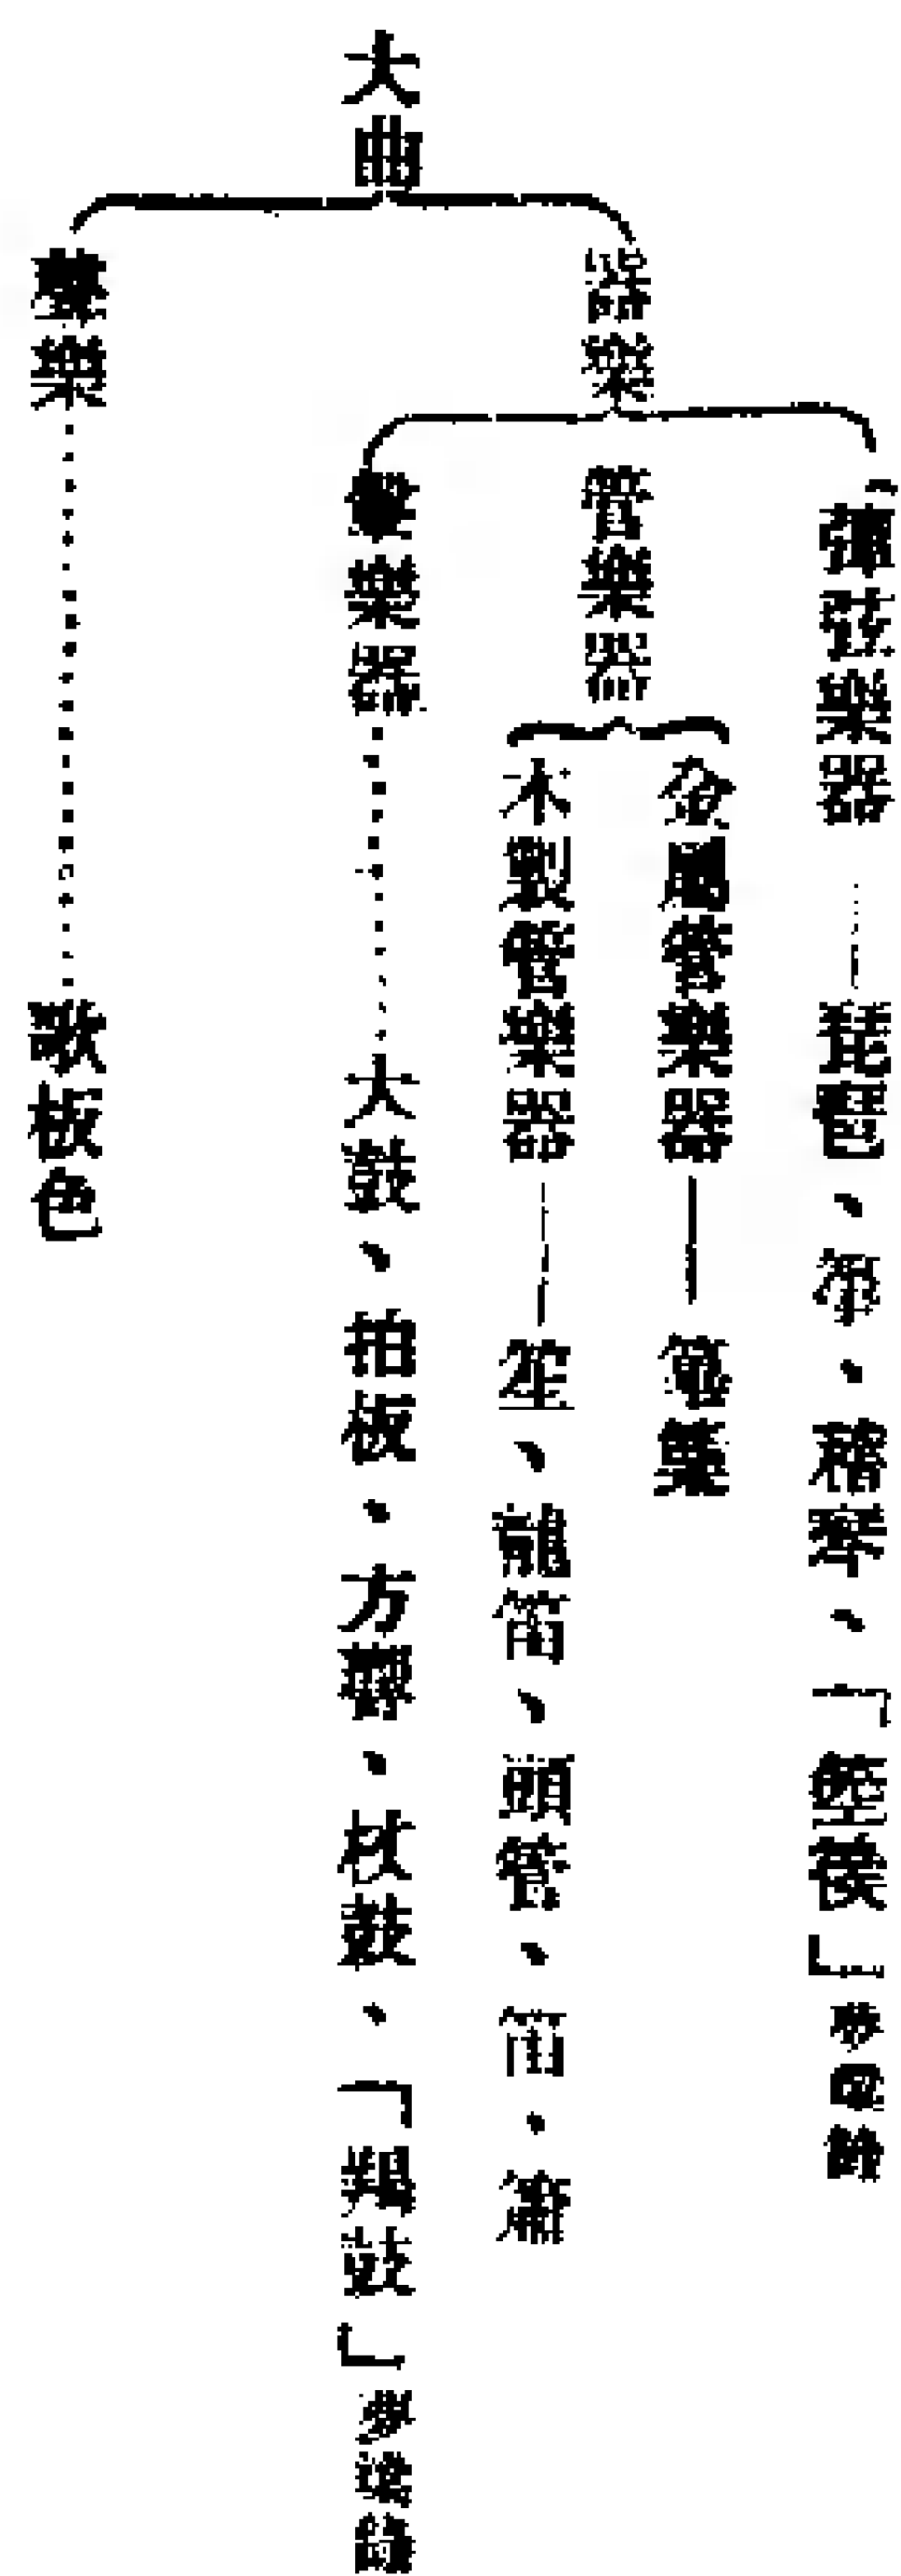 大曲
器樂
彈弦樂器——琵琶、箏、稽琴、「箜篌」夢粱錄
管樂器
金屬管樂器——篳篥
木製管樂器——笙、龍笛、頭管、笛、簫
擊樂器……大鼓、拍板、方響、杖鼓、「羯鼓」夢粱錄
聲樂……歌板色